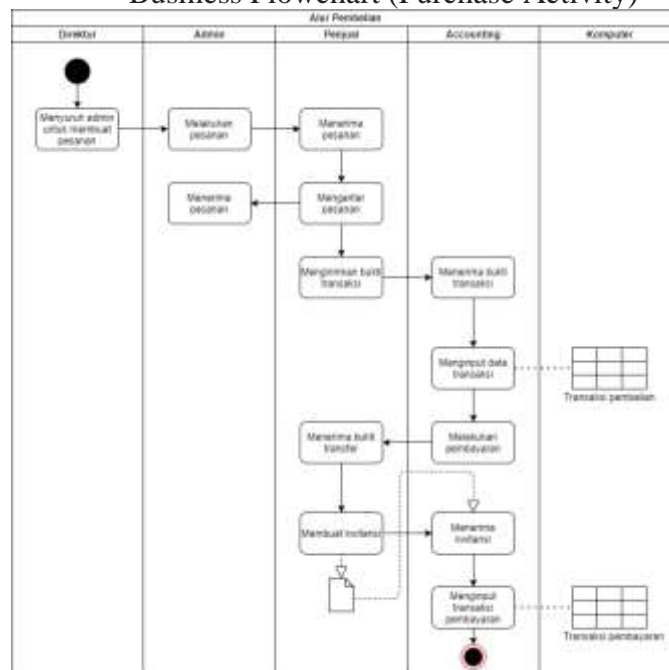 Business Flowchart (Purchase Activity)
Alur Pembelian
Direktur
Admin
Penjual
Accounting
Komputer
Menyuruh admin
untuk membuat
pesanan
Melakukan
pesanan
Menerima
pesanan
Menerima
pesanan
Mengantar
pesanan
Mengirimkan bukti
transaksi
Menerima bukti
transaksi
Menginput data
transaksi
Transaksi pembelian
Menerima bukti
transfer
Melakukan
pembayaran
Membuat
Menerima
Menginput
transaksi
pembayaran
Transaksi pembayaran